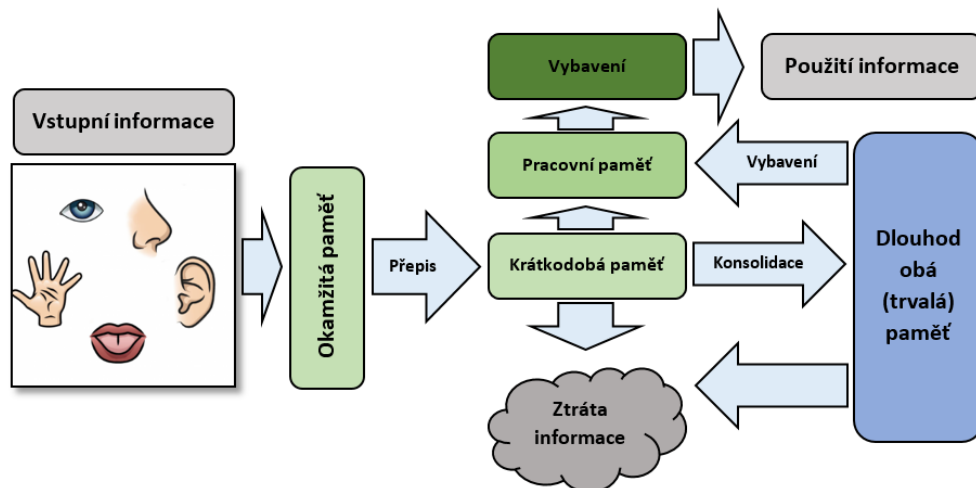 Vstupní informace
Okamžitá paměť
Přepis
Vybavení
Použití informace
Pracovní paměť
Vybavení
Krátkodobá paměť
Konsolidace
Dlouhod
obá
(trvalá)
paměť
Ztráta
informace